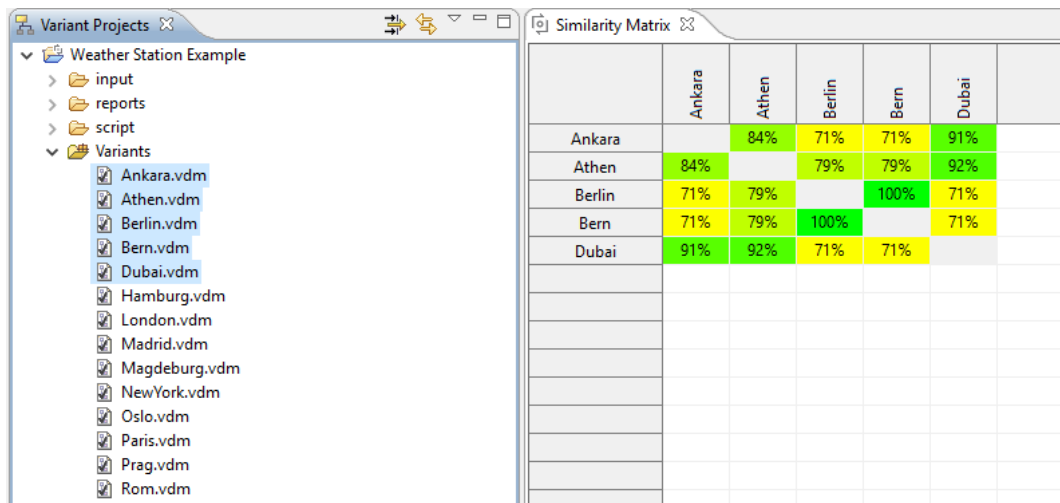 Variant Projects
Weather Station Example
input
reports
script
Variants
Ankara.vdm
Athen.vdm
Berlin.vdm
Bern.vdm
Dubai.vdm
Hamburg.vdm
London.vdm
Madrid.vdm
Magdeburg.vdm
NewYork.vdm
Oslo.vdm
Paris.vdm
Prag.vdm
Rom.vdm
Similarity Matrix
Ankara Athen Berlin Bern Dubai
Ankara 84% 71% 71% 91%
Athen 84% 79% 79% 92%
Berlin 71% 79% 100% 71%
Bern 71% 79% 100% 71%
Dubai 91% 92% 71% 71%